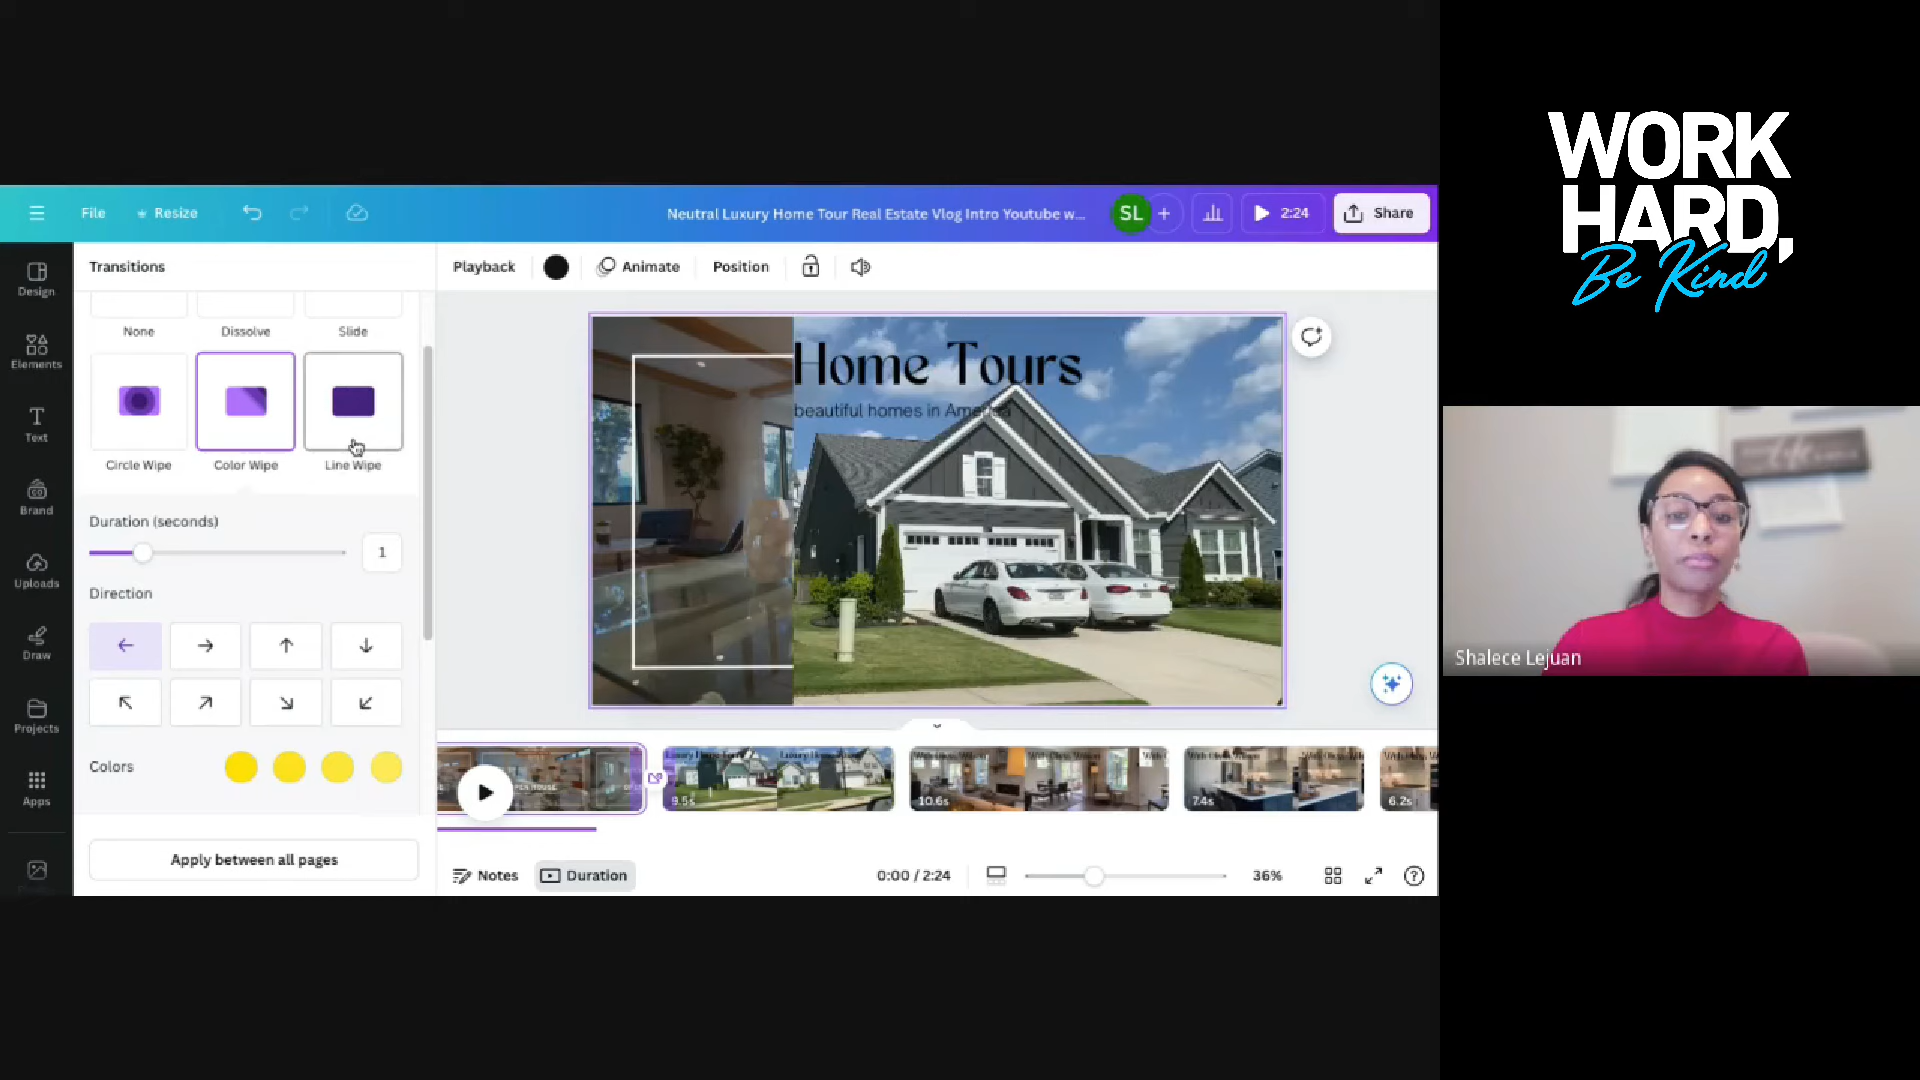 WORK
HARD,
Be Kind
File
Resize
Neutral Luxury Home Tour Real Estate Vlog Intro Youtube w...
SL
2:24
Share
Design
Elements
Text
Brand
Uploads
Draw
Projects
Apps
Transitions
None
Dissolve
Slide
Circle Wipe
Color Wipe
Line Wipe
Duration (seconds)
1
Direction
Colors
Apply between all pages
Playback
Animate
Position
Home Tours
beautiful homes in America
9.5s
10.6s
7.4s
6.2s
Notes
Duration
0:00 / 2:24
36%
Shalece Lejuan